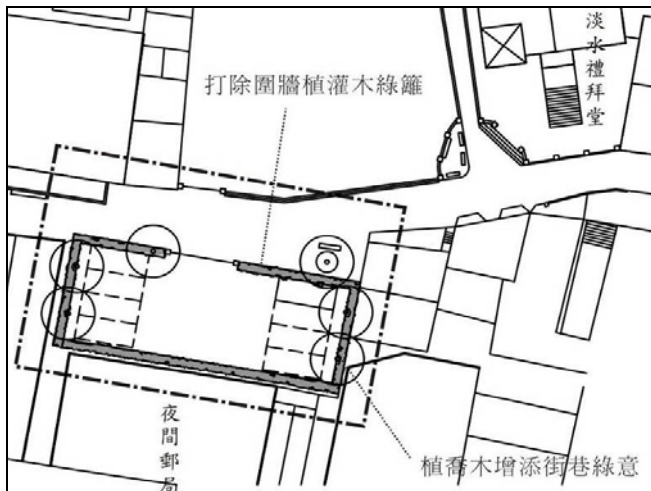 淡水禮拜堂
打除圍牆植灌木綠籬
夜間郵局
植喬木增添街巷綠意